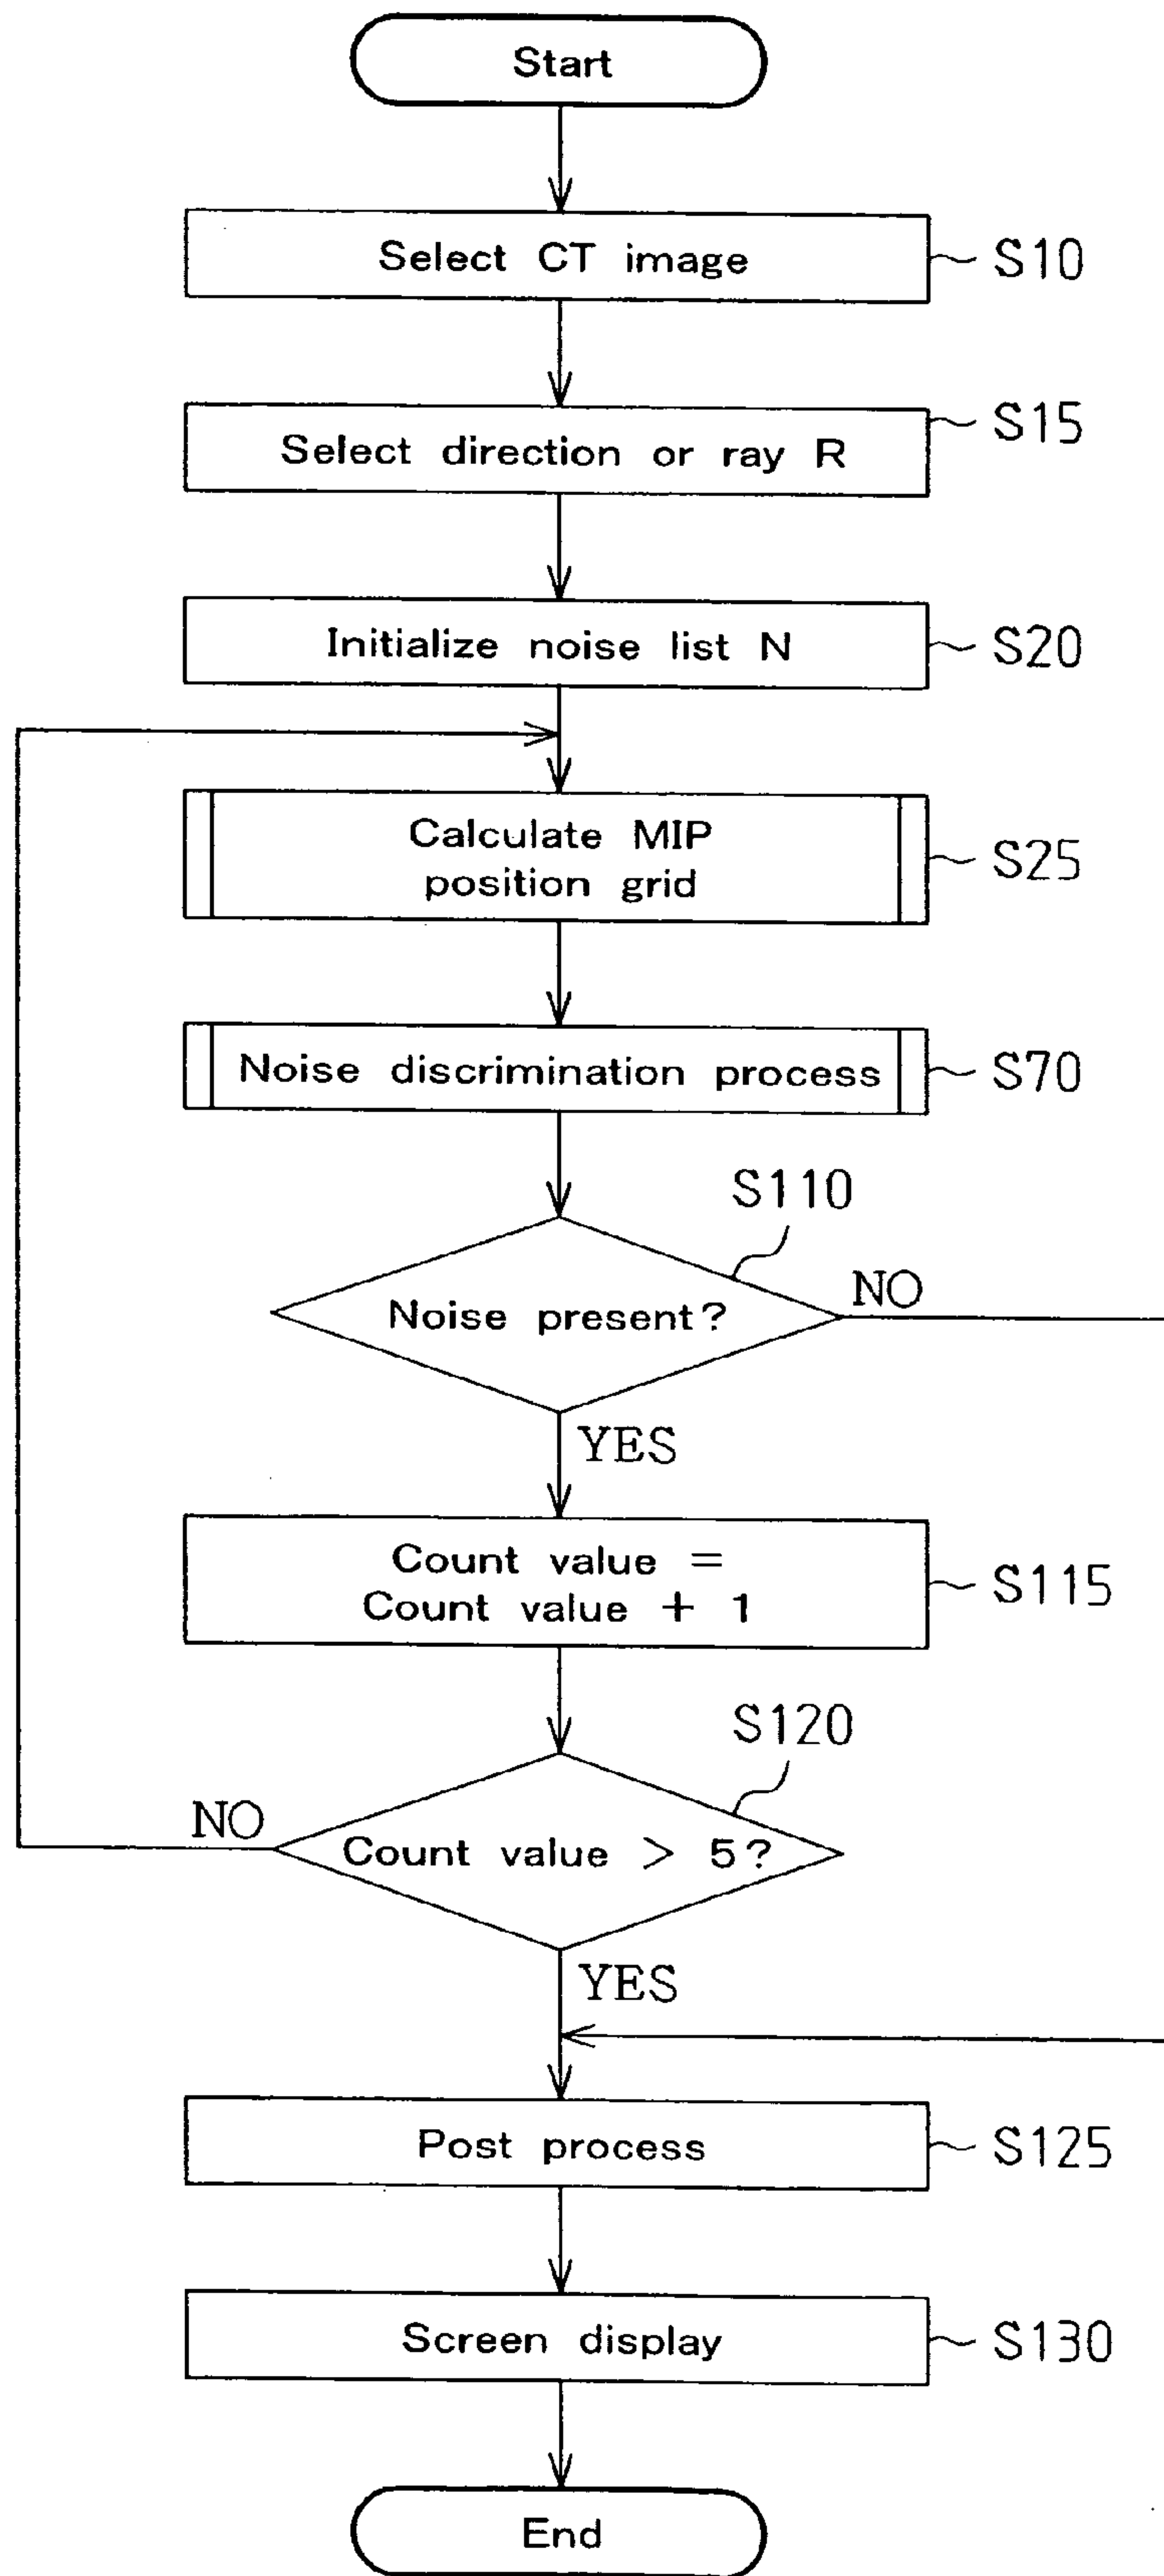 Start
Select CT image
S10
Select direction or ray R
S15
Initialize noise list N
S20
Calculate MIP
position grid
S25
Noise discrimination process
S70
S110
Noise present?
NO
YES
Count value =
Count value + 1
S115
S120
NO
Count value > 5?
YES
Post process
S125
Screen display
S130
End